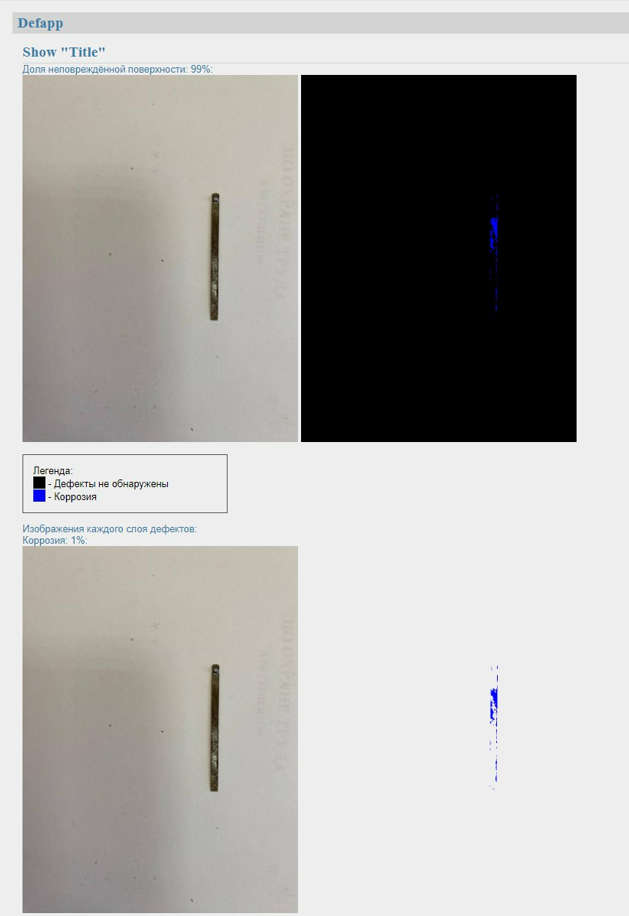 Defapp
Show "Title"
Доля неповреждённой поверхности: 99%:
Легенда:
- Дефекты не обнаружены
- Коррозия
Изображения каждого слоя дефектов:
Коррозия: 1%: